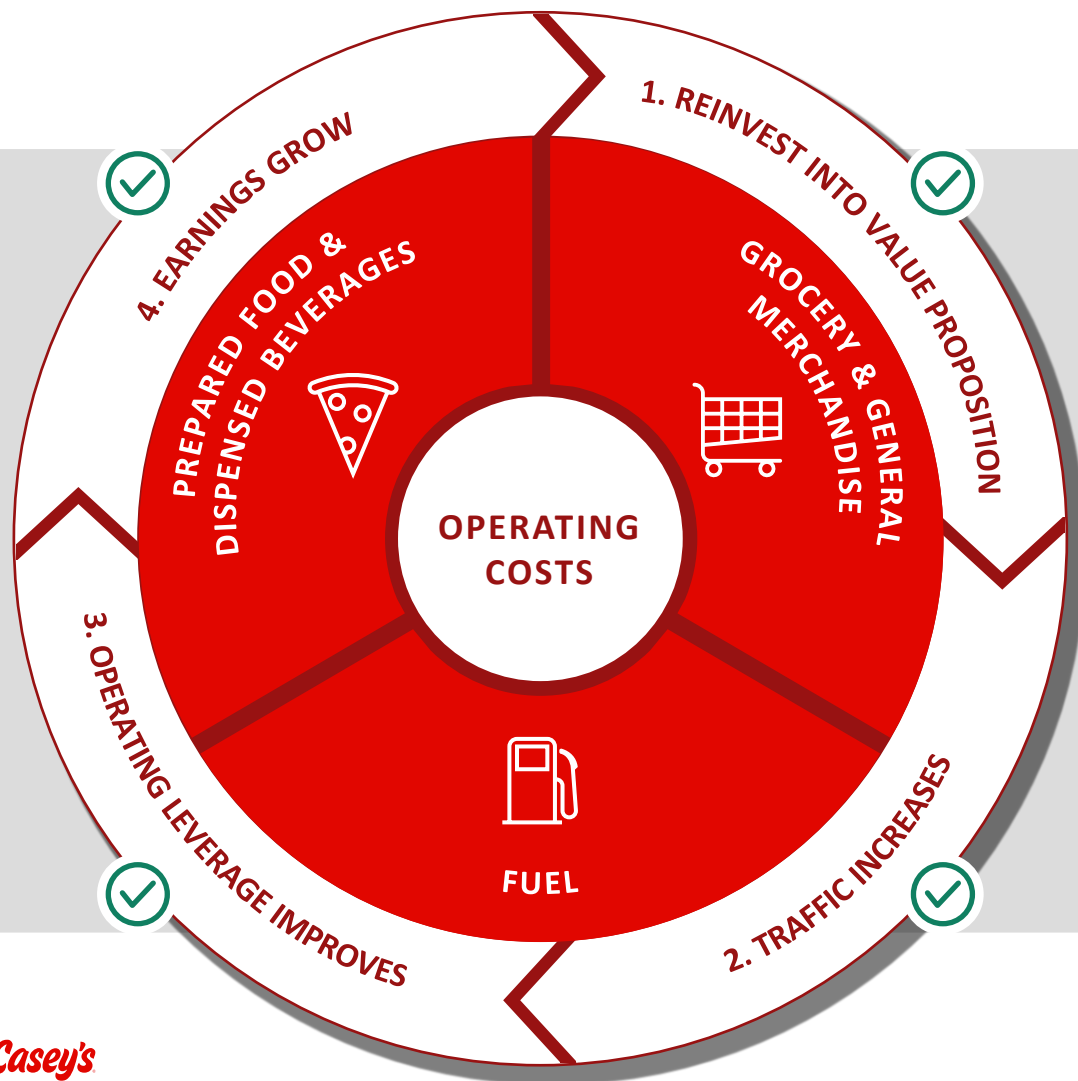 1. REINVEST INTO VALUE PROPOSITION
2. TRAFFIC INCREASES
3. OPERATING LEVERAGE IMPROVES
4. EARNINGS GROW
PREPARED FOOD &
DISPENSED BEVERAGES
GROCERY & GENERAL
MERCHANDISE
OPERATING
COSTS
FUEL
Casey's